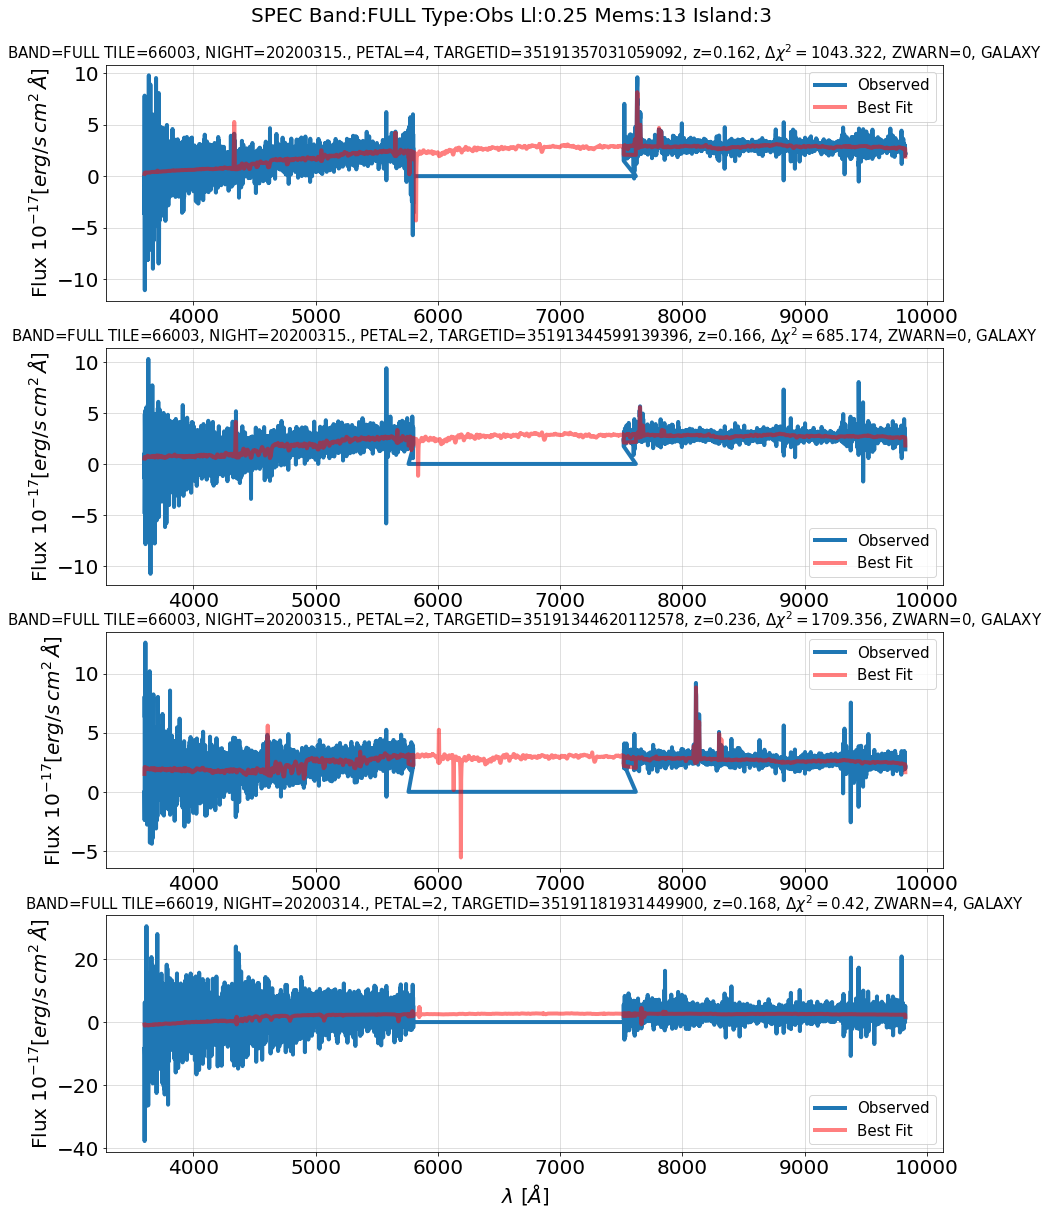 SPEC Band:FULL Type:Obs Ll:0.25 Mems:13 Island:3
BAND=FULL TILE=66003, NIGHT=20200315., PETAL=4, TARGETID=35191357031059092, z=0.162, Δχ² = 1043.322, ZWARN=0, GALAXY
Flux 10⁻¹⁷[erg/s cm² Å]
10
5
0
−5
−10
Observed
Best Fit
4000 5000 6000 7000 8000 9000 10000
BAND=FULL TILE=66003, NIGHT=20200315., PETAL=2, TARGETID=35191344599139396, z=0.166, Δχ² = 685.174, ZWARN=0, GALAXY
Flux 10⁻¹⁷[erg/s cm² Å]
10
5
0
−5
−10
Observed
Best Fit
4000 5000 6000 7000 8000 9000 10000
BAND=FULL TILE=66003, NIGHT=20200315., PETAL=2, TARGETID=35191344620112578, z=0.236, Δχ² = 1709.356, ZWARN=0, GALAXY
Flux 10⁻¹⁷[erg/s cm² Å]
10
5
0
−5
Observed
Best Fit
4000 5000 6000 7000 8000 9000 10000
BAND=FULL TILE=66019, NIGHT=20200314., PETAL=2, TARGETID=35191181931449900, z=0.168, Δχ² = 0.42, ZWARN=4, GALAXY
Flux 10⁻¹⁷[erg/s cm² Å]
20
0
−20
−40
Observed
Best Fit
4000 5000 6000 7000 8000 9000 10000
λ [Å]